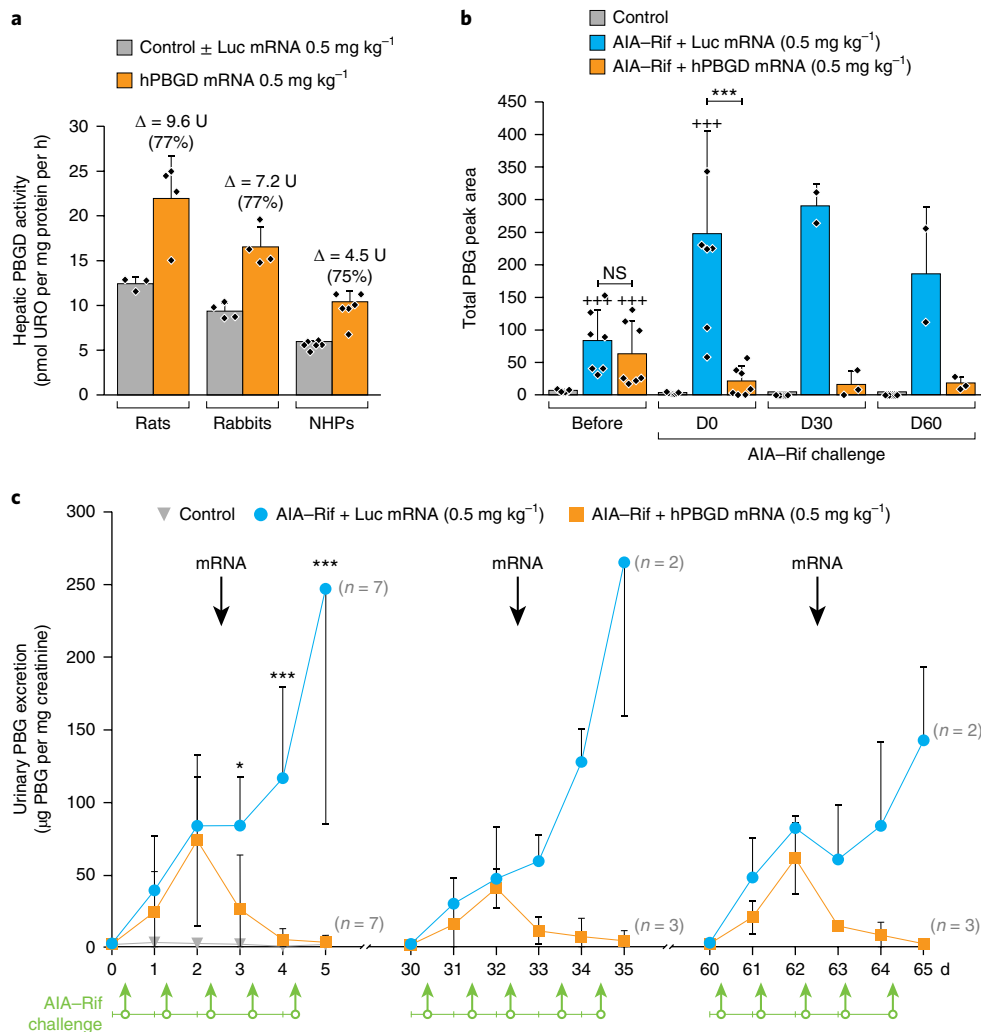 a
Control ± Luc mRNA 0.5 mg kg⁻¹
hPBGD mRNA 0.5 mg kg⁻¹
Hepatic PBGD activity
(pmol URO per mg protein per h)
30
25
20
15
10
5
0
Δ = 9.6 U
(77%)
Δ = 7.2 U
(77%)
Δ = 4.5 U
(75%)
Rats
Rabbits
NHPs
b
Control
AIA–Rif + Luc mRNA (0.5 mg kg⁻¹)
AIA–Rif + hPBGD mRNA (0.5 mg kg⁻¹)
Total PBG peak area
450
400
350
300
250
200
150
100
50
0
***
+++
NS
+++ +++
Before
D0
D30
D60
AIA–Rif challenge
c
Control
AIA–Rif + Luc mRNA (0.5 mg kg⁻¹)
AIA–Rif + hPBGD mRNA (0.5 mg kg⁻¹)
Urinary PBG excretion
(µg PBG per mg creatinine)
300
250
200
150
100
50
0
mRNA
mRNA
mRNA
*
***
***
(n = 7)
(n = 2)
(n = 2)
(n = 7)
(n = 3)
(n = 3)
0 1 2 3 4 5 30 31 32 33 34 35 60 61 62 63 64 65 d
AIA–Rif
challenge